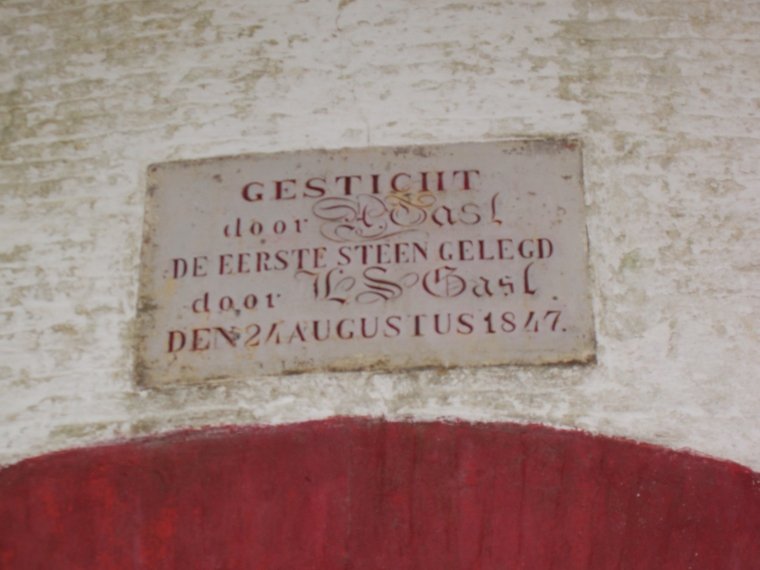 GESTICHT
door A Gasl
DE EERSTE STEEN GELEGD
door L S Gasl.
DEN 24 AUGUSTUS 1847.